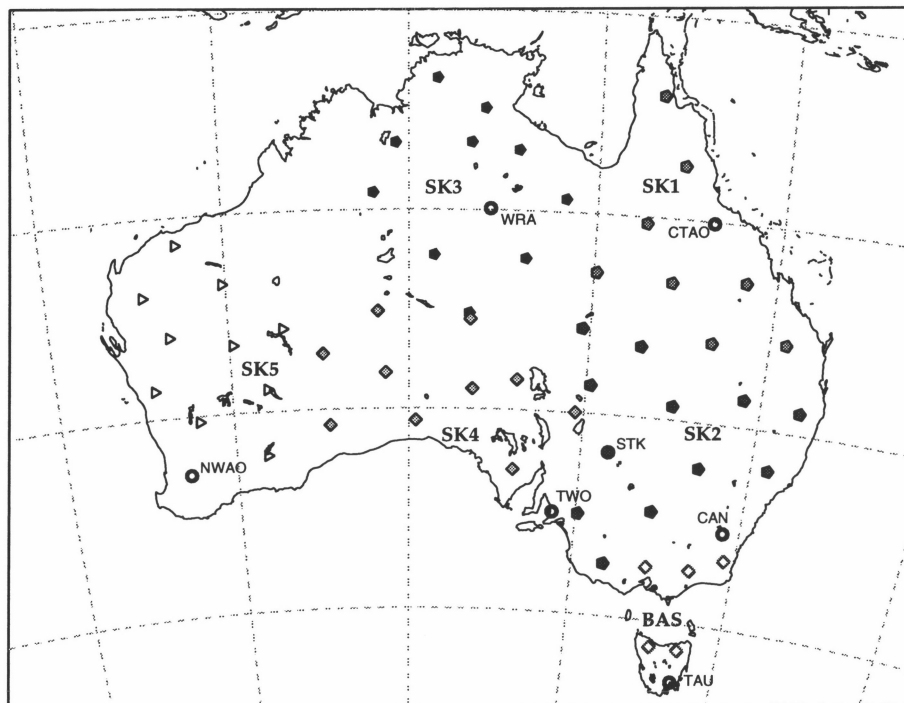 SK3
SK1
WRA
CTAO
SK5
SK4
STK
SK2
NWAO
TWO
CAN
BAS
TAU